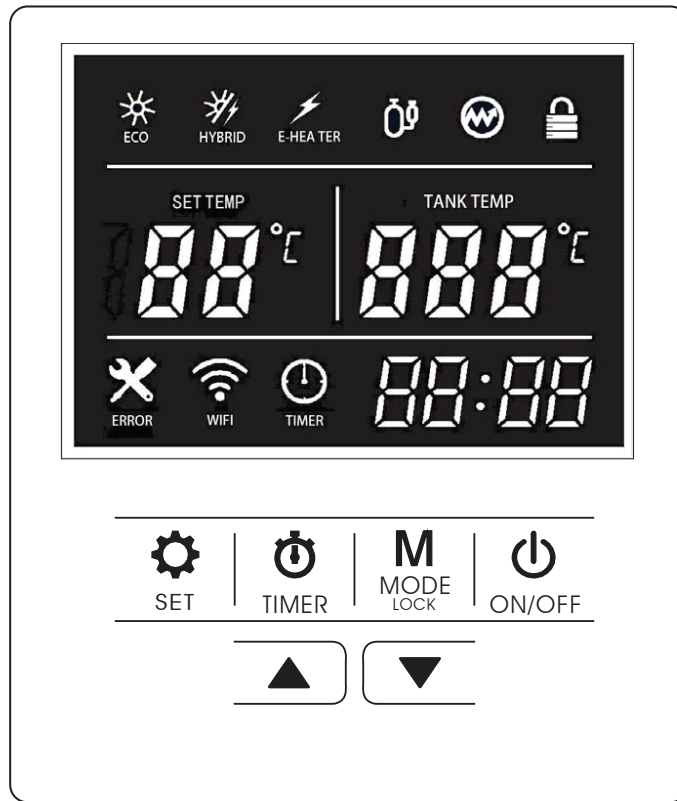 ECO HYBRID E-HEA TER
SET TEMP TANK TEMP
88 °C 888 °C
ERROR WIFI TIMER 88:88
SET TIMER M MODE LOCK ON/OFF